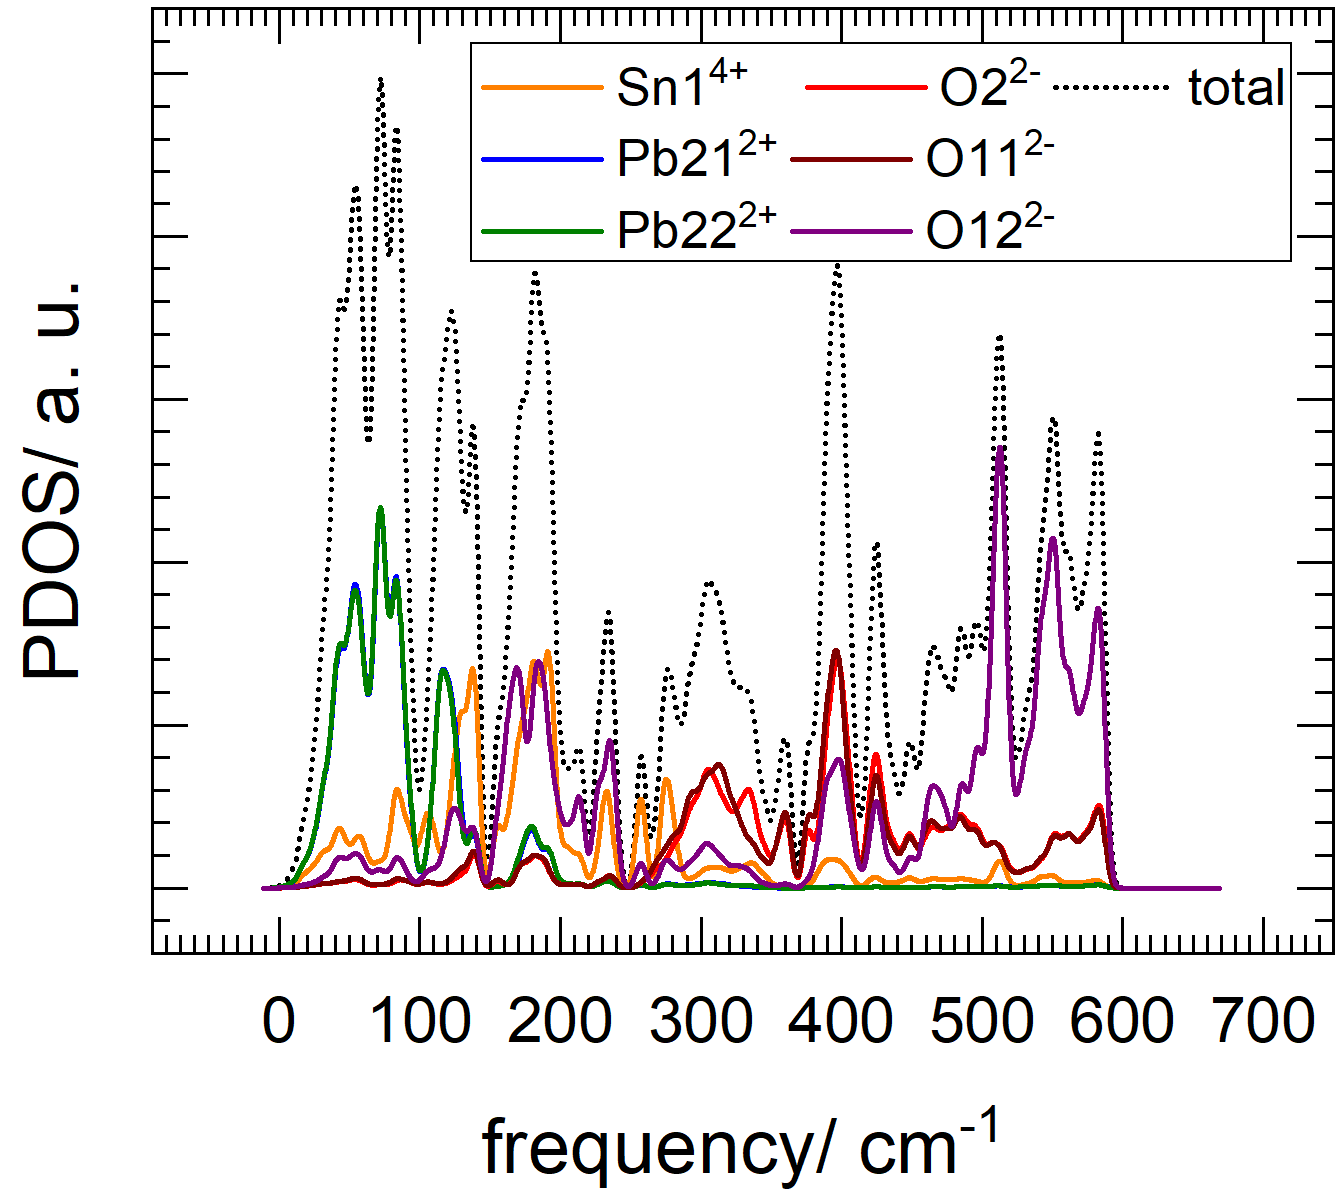 Sn1⁴⁺ O2²⁻ total
Pb21²⁺ O11²⁻
Pb22²⁺ O12²⁻
PDOS/ a. u.
0 100 200 300 400 500 600 700
frequency/ cm⁻¹